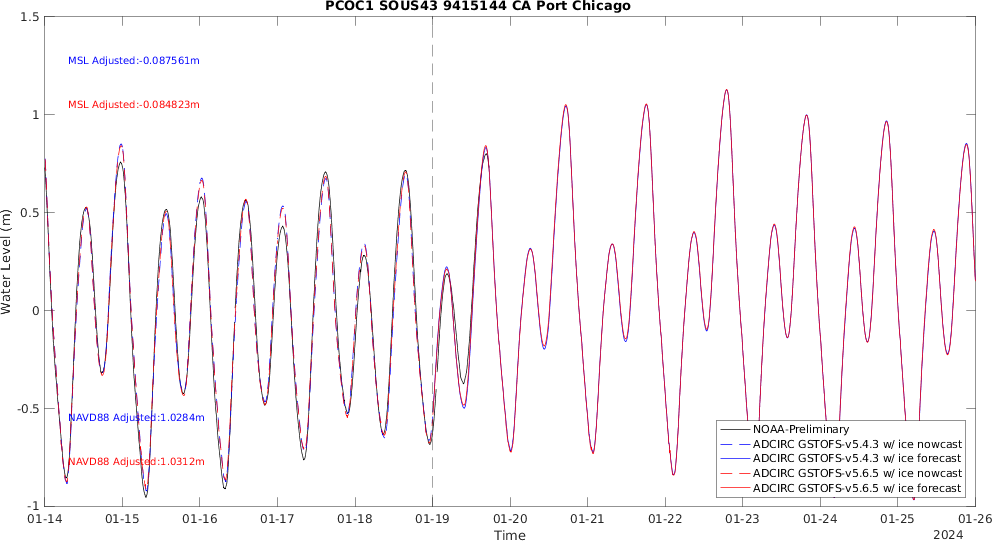 PCOC1 SOUS43 9415144 CA Port Chicago
1.5
1
0.5
0
-0.5
-1
Water Level (m)
MSL Adjusted:-0.087561m
MSL Adjusted:-0.084823m
NAVD88 Adjusted:1.0284m
NAVD88 Adjusted:1.0312m
NOAA-Preliminary
ADCIRC GSTOFS-v5.4.3 w/ ice nowcast
ADCIRC GSTOFS-v5.4.3 w/ ice forecast
ADCIRC GSTOFS-v5.6.5 w/ ice nowcast
ADCIRC GSTOFS-v5.6.5 w/ ice forecast
01-14 01-15 01-16 01-17 01-18 01-19 01-20 01-21 01-22 01-23 01-24 01-25 01-26
Time
2024